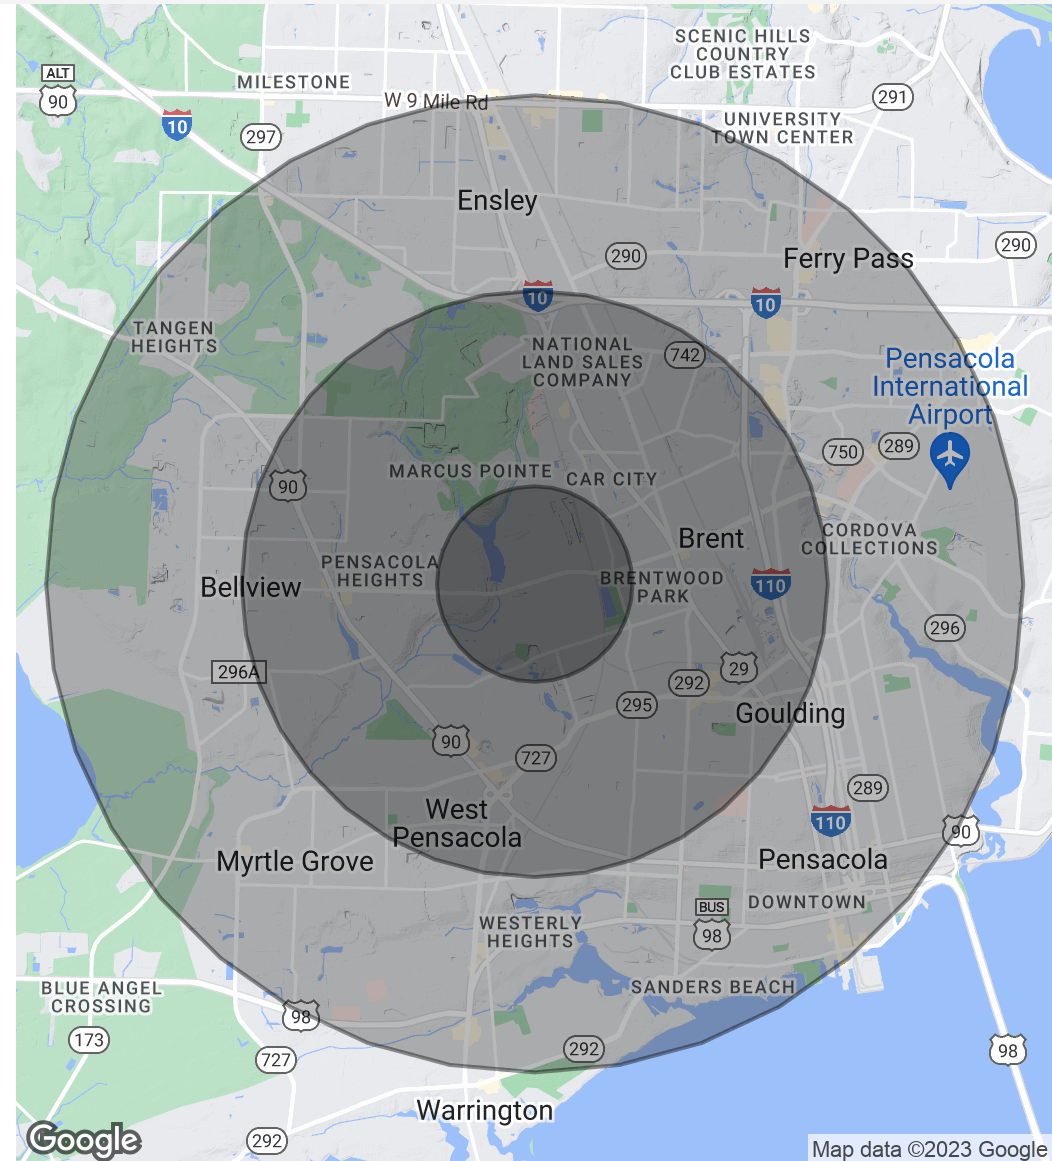 SCENIC HILLS
COUNTRY
CLUB ESTATES
ALT
90
MILESTONE
W 9 Mile Rd
291
10
297
UNIVERSITY
TOWN CENTER
Ensley
290
290
Ferry Pass
10
10
TANGEN
HEIGHTS
NATIONAL
LAND SALES
COMPANY
742
Pensacola
International
Airport
750
289
MARCUS POINTE
CAR CITY
90
Brent
CORDOVA
COLLECTIONS
PENSACOLA
HEIGHTS
Bellview
BRENTWOOD
PARK
110
296
296A
29
292
295
Goulding
90
727
289
West
Pensacola
110
90
Myrtle Grove
Pensacola
DOWNTOWN
BUS
98
WESTERLY
HEIGHTS
BLUE ANGEL
CROSSING
SANDERS BEACH
98
173
727
292
98
Warrington
292
Google
Map data ©2023 Google